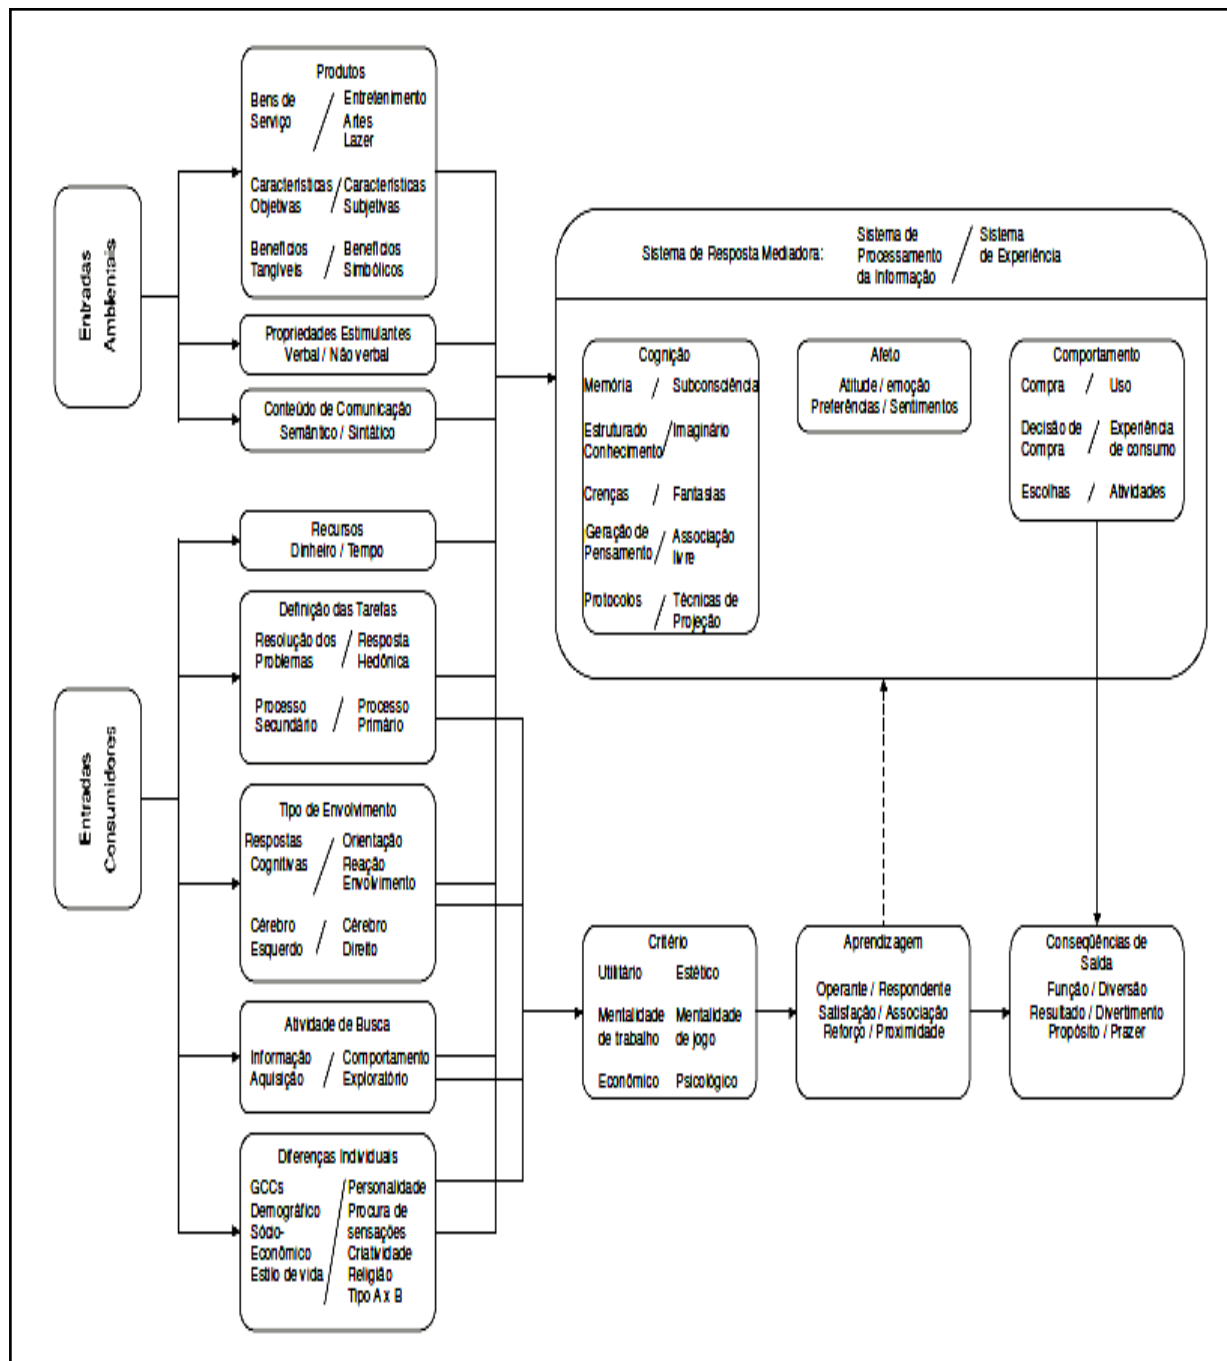 Entradas
Ambientais
Produtos
Bens de / Entretenimento
Serviço Artes
Lazer
Características / Características
Objetivas Subjetivas
Benefícios / Benefícios
Tangíveis Simbólicos
Propriedades Estimulantes
Verbal / Não verbal
Conteúdo de Comunicação
Semântico / Sintático
Entradas
Consumidores
Recursos
Dinheiro / Tempo
Definição das Tarefas
Resolução dos / Resposta
Problemas Hedônica
Processo / Processo
Secundário Primário
Tipo de Envolvimento
Respostas / Orientação
Cognitivas Reação
Envolvimento
Cérebro / Cérebro
Esquerdo Direito
Atividade de Busca
Informação / Comportamento
Aquisição Exploratório
Diferenças Individuais
GCCs / Personalidade
Demográfico Procura de
Sócio- sensações
Econômico Criatividade
Estilo de vida Religião
Tipo A x B
Sistema de Resposta Mediadora: Sistema de / Sistema
Processamento de Experiência
da Informação
Cognição
Memória / Subconsciência
Estruturado / Imaginário
Conhecimento
Crenças / Fantasias
Geração de / Associação
Pensamento livre
Protocolos / Técnicas de
Projeção
Afeto
Atitude / emoção
Preferências / Sentimentos
Comportamento
Compra / Uso
Decisão de / Experiência
Compra de consumo
Escolhas / Atividades
Critério
Utilitário Estético
Mentalidade Mentalidade
de trabalho de jogo
Econômico Psicológico
Aprendizagem
Operante / Respondente
Satisfação / Associação
Reforço / Proximidade
Conseqüências de
Saída
Função / Diversão
Resultado / Divertimento
Propósito / Prazer